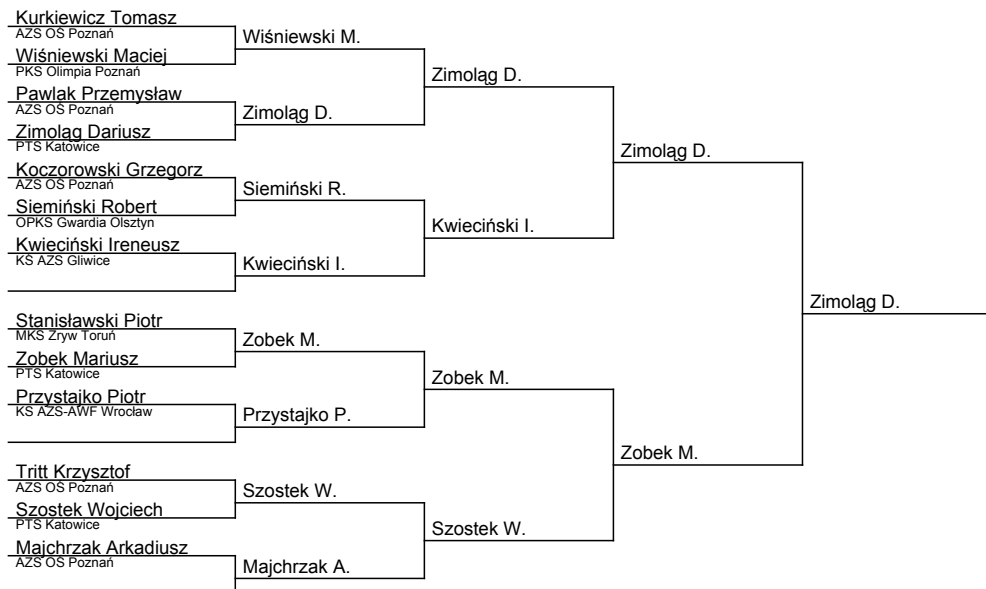 Kurkiewicz Tomasz
AZS OŚ Poznań
Wiśniewski M.
Wiśniewski Maciej
PKS Olimpia Poznań
Zimoląg D.
Pawlak Przemysław
AZS OŚ Poznań
Zimoląg D.
Zimoląg Dariusz
PTS Katowice
Zimoląg D.
Koczorowski Grzegorz
AZS OŚ Poznań
Siemiński R.
Siemiński Robert
OPKS Gwardia Olsztyn
Kwieciński I.
Kwieciński Ireneusz
KS AZS Gliwice
Kwieciński I.
Zimoląg D.
Stanisławski Piotr
MKS Zryw Toruń
Zobek M.
Zobek Mariusz
PTS Katowice
Zobek M.
Przystajko Piotr
KS AZS-AWF Wrocław
Przystajko P.
Zobek M.
Tritt Krzysztof
AZS OŚ Poznań
Szostek W.
Szostek Wojciech
PTS Katowice
Szostek W.
Majchrzak Arkadiusz
AZS OŚ Poznań
Majchrzak A.